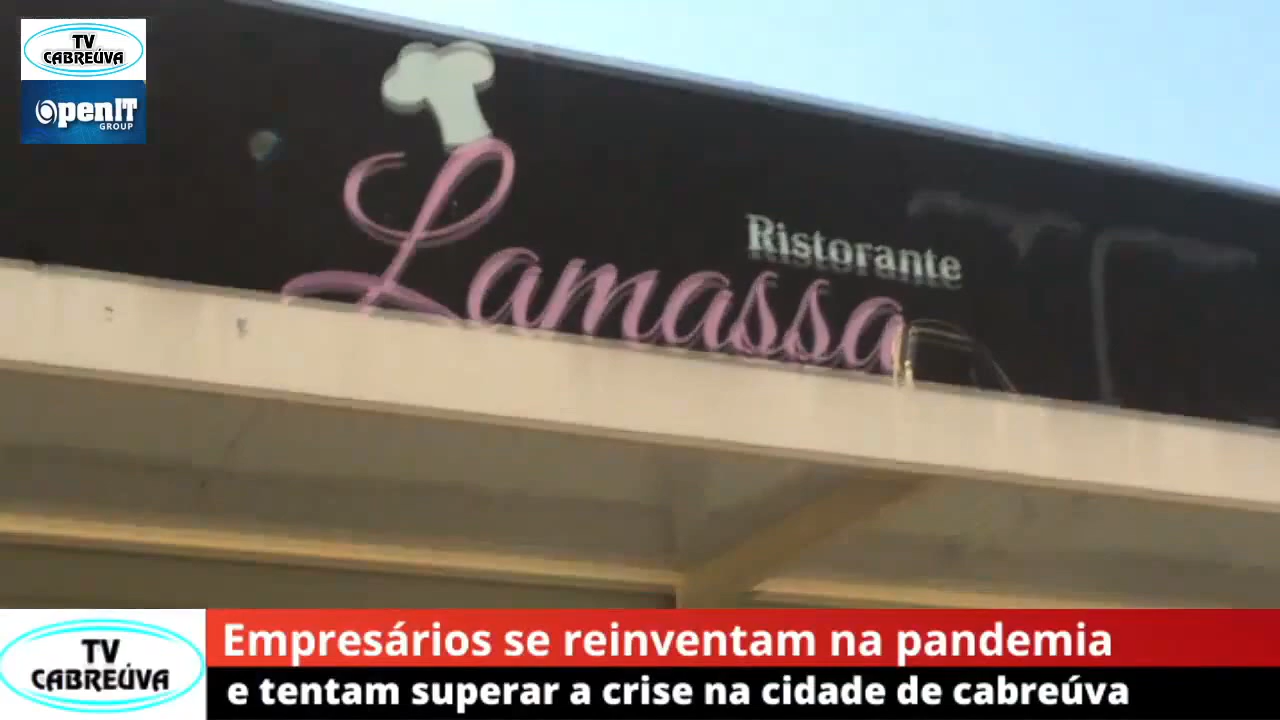 TV
CABREÚVA
OpenIT
GROUP
Ristorante
Lamassa
TV
CABREÚVA
Empresários se reinventam na pandemia
e tentam superar a crise na cidade de cabreúva